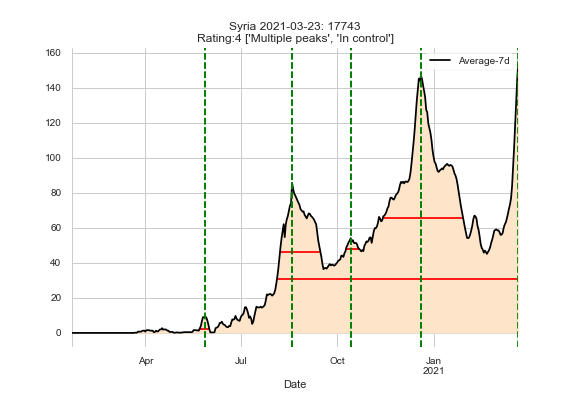 Syria 2021-03-23: 17743
Rating:4 ['Multiple peaks', 'In control']
Average-7d
160
140
120
100
80
60
40
20
0
Apr
Jul
Oct
Jan
2021
Date